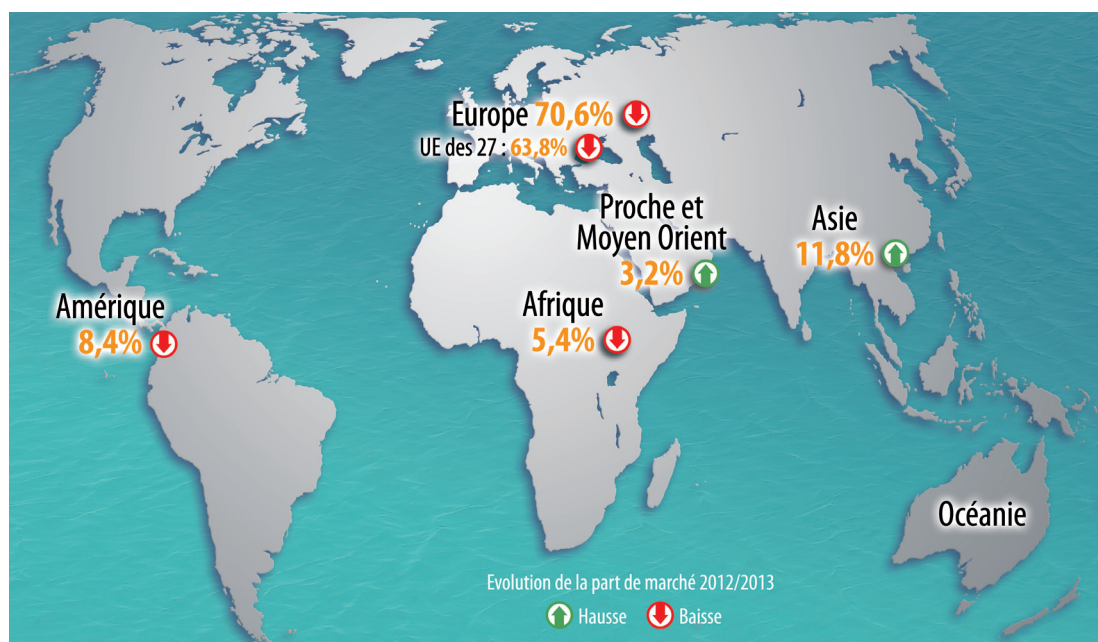 Europe 70,6%
UE des 27 : 63,8%
Proche et
Moyen Orient
3,2%
Asie
11,8%
Amérique
8,4%
Afrique
5,4%
Océanie
Evolution de la part de marché 2012/2013
Hausse Baisse